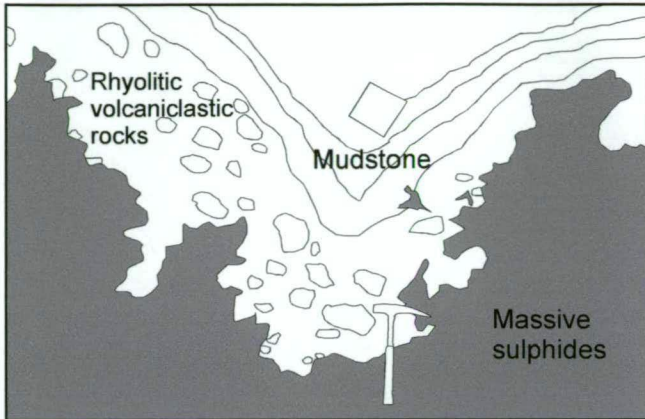 Rhyolitic
volcaniclastic
rocks
Mudstone
Massive
sulphides